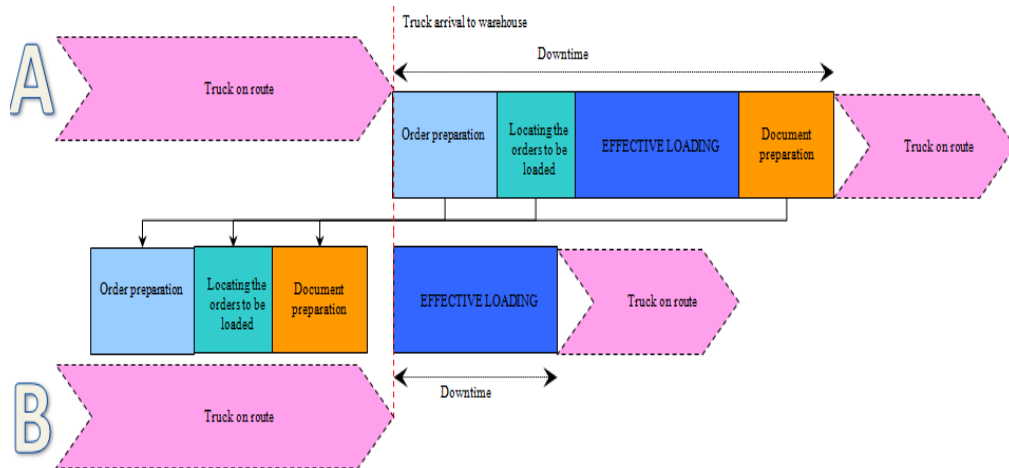 Truck arrival to warehouse
Downtime
A
Truck on route
Order preparation
Locating the
orders to be
loaded
EFFECTIVE LOADING
Document
preparation
Truck on route
Order preparation
Locating the
orders to be
loaded
Document
preparation
EFFECTIVE LOADING
Truck on route
Downtime
B
Truck on route